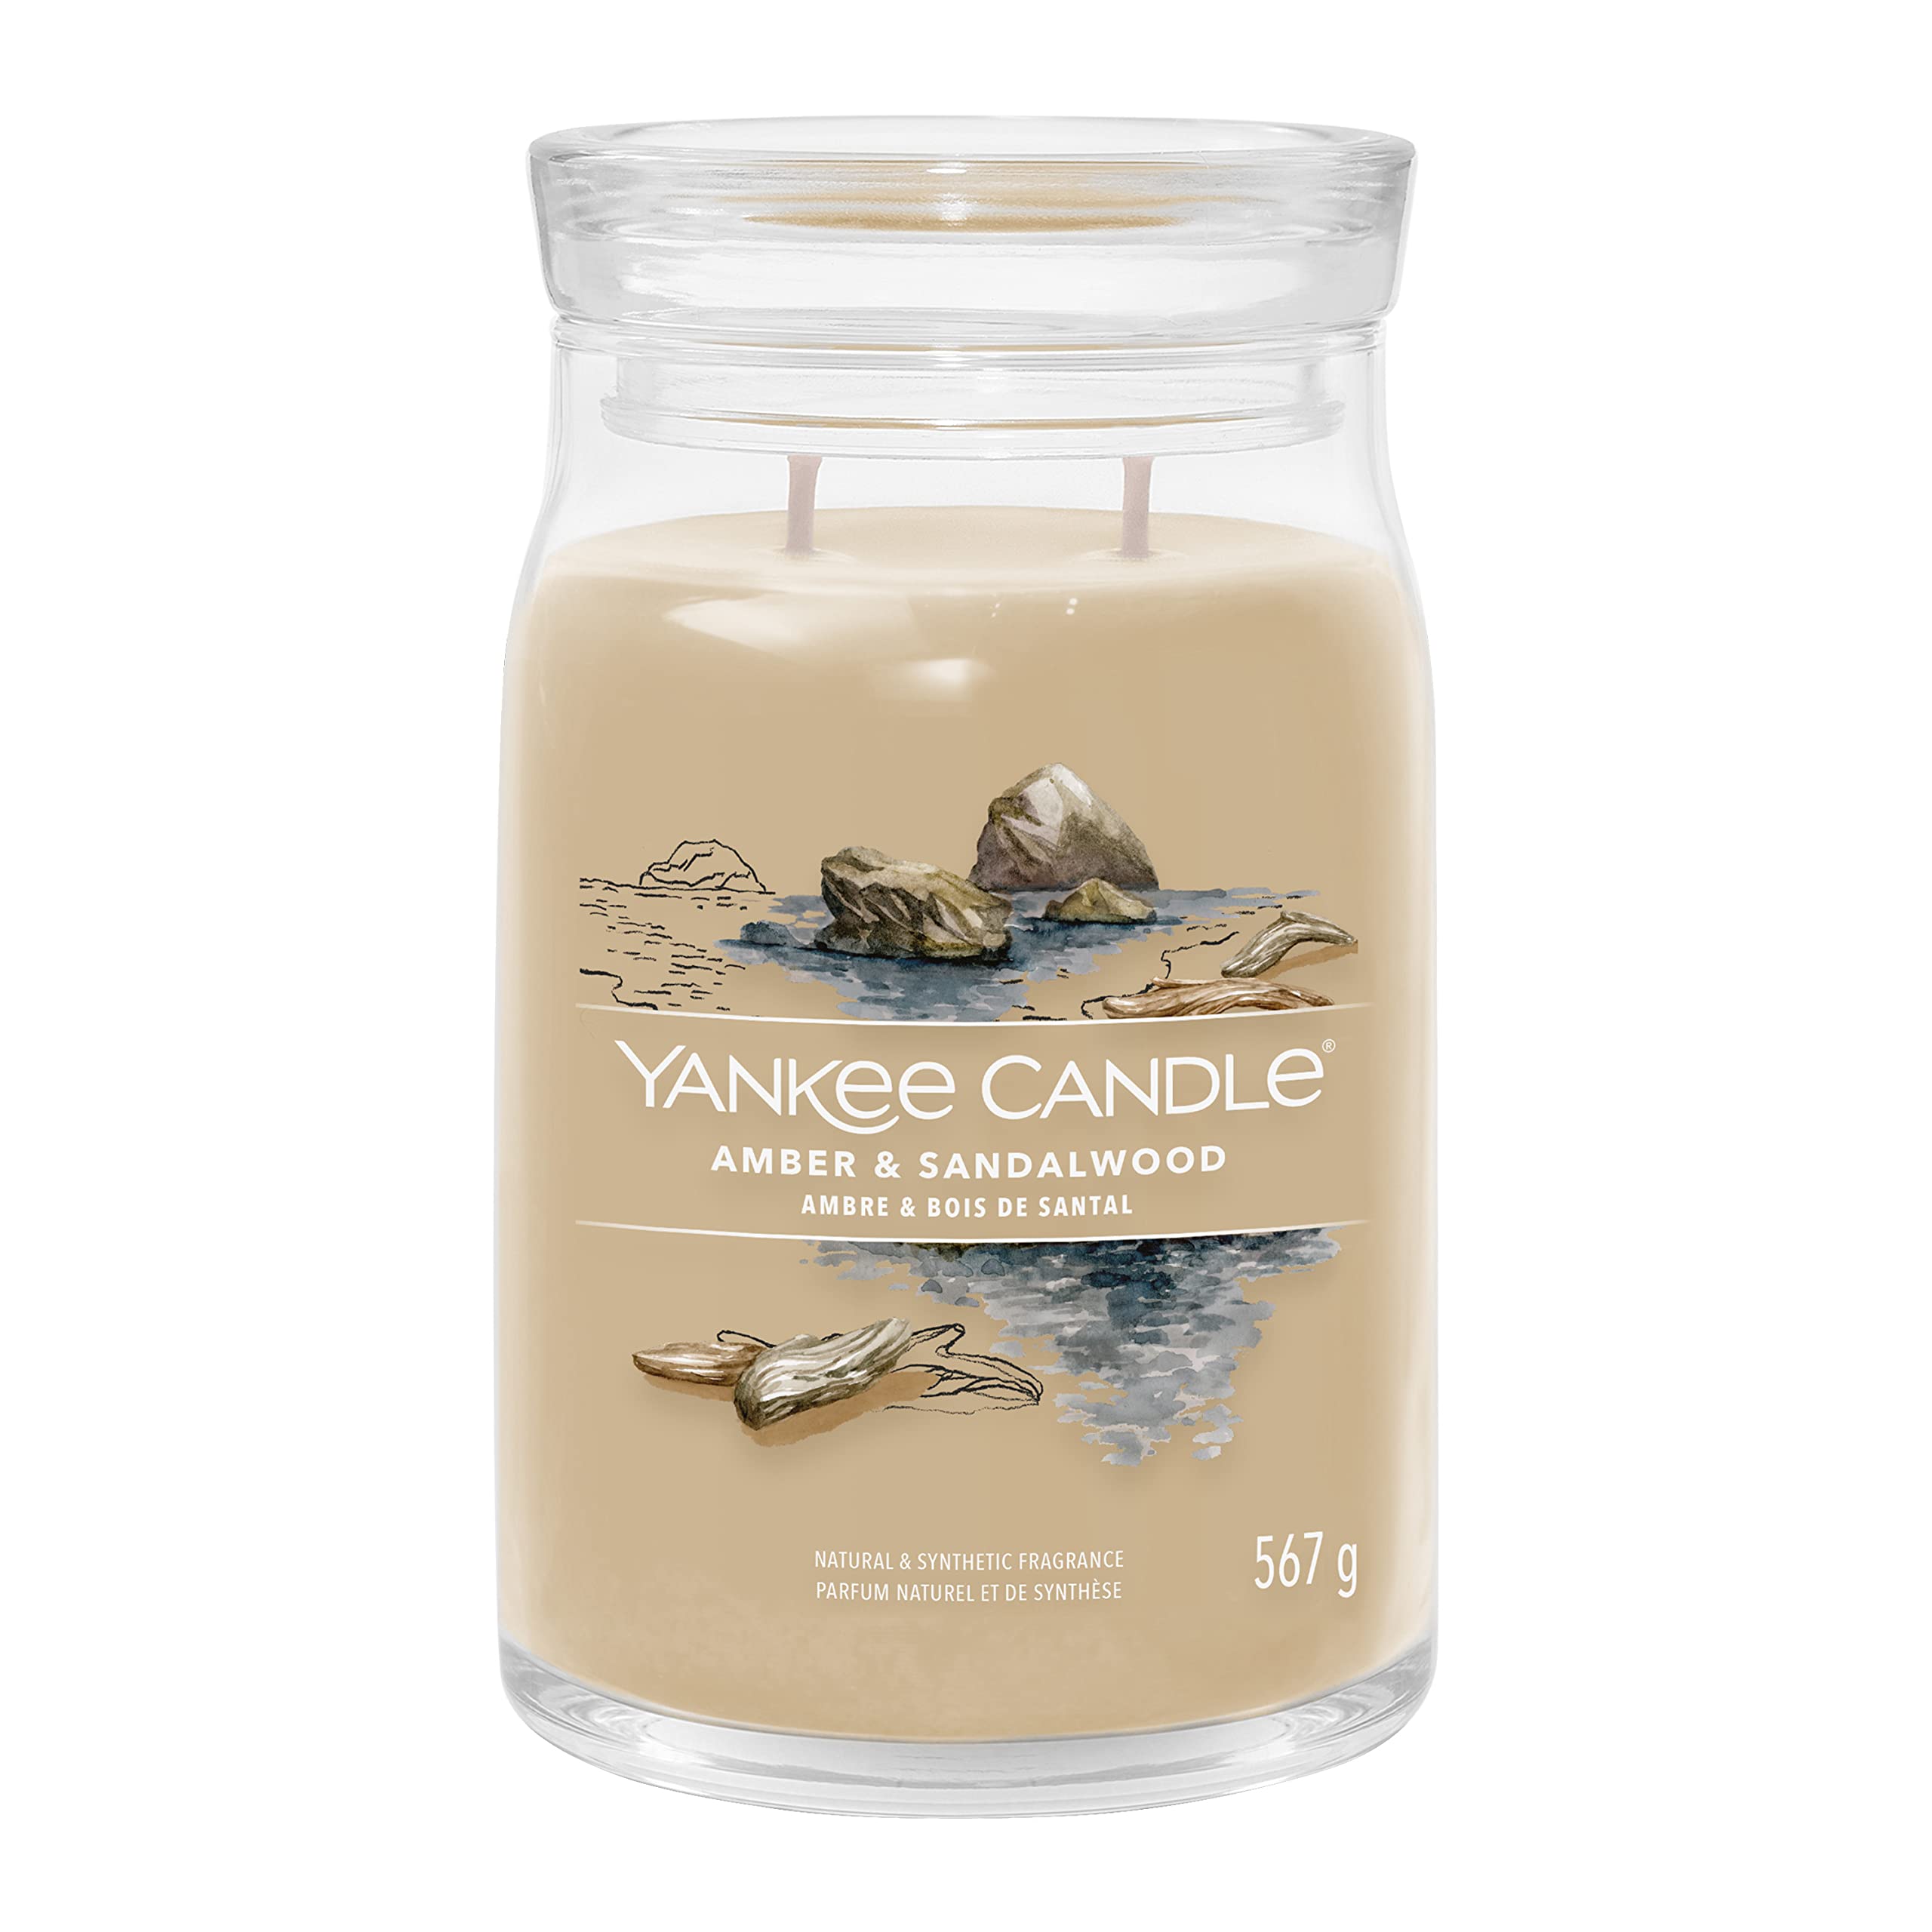 YANKEE CANDLE®
AMBER & SANDALWOOD
AMBRE & BOIS DE SANTAL
NATURAL & SYNTHETIC FRAGRANCE
PARFUM NATUREL ET DE SYNTHÈSE
567 g